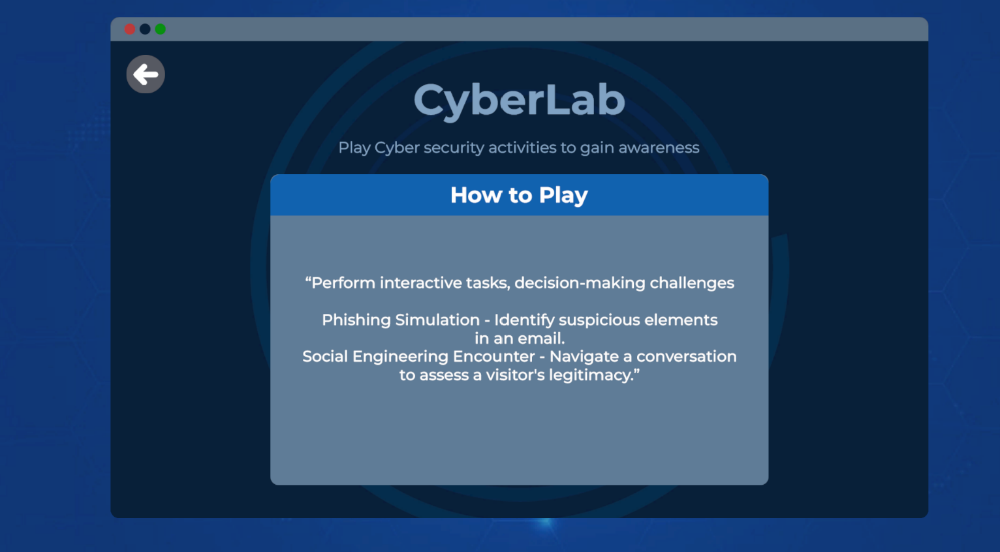 CyberLab
Play Cyber security activities to gain awareness
How to Play
“Perform interactive tasks, decision-making challenges
Phishing Simulation - Identify suspicious elements
in an email.
Social Engineering Encounter - Navigate a conversation
to assess a visitor's legitimacy.”